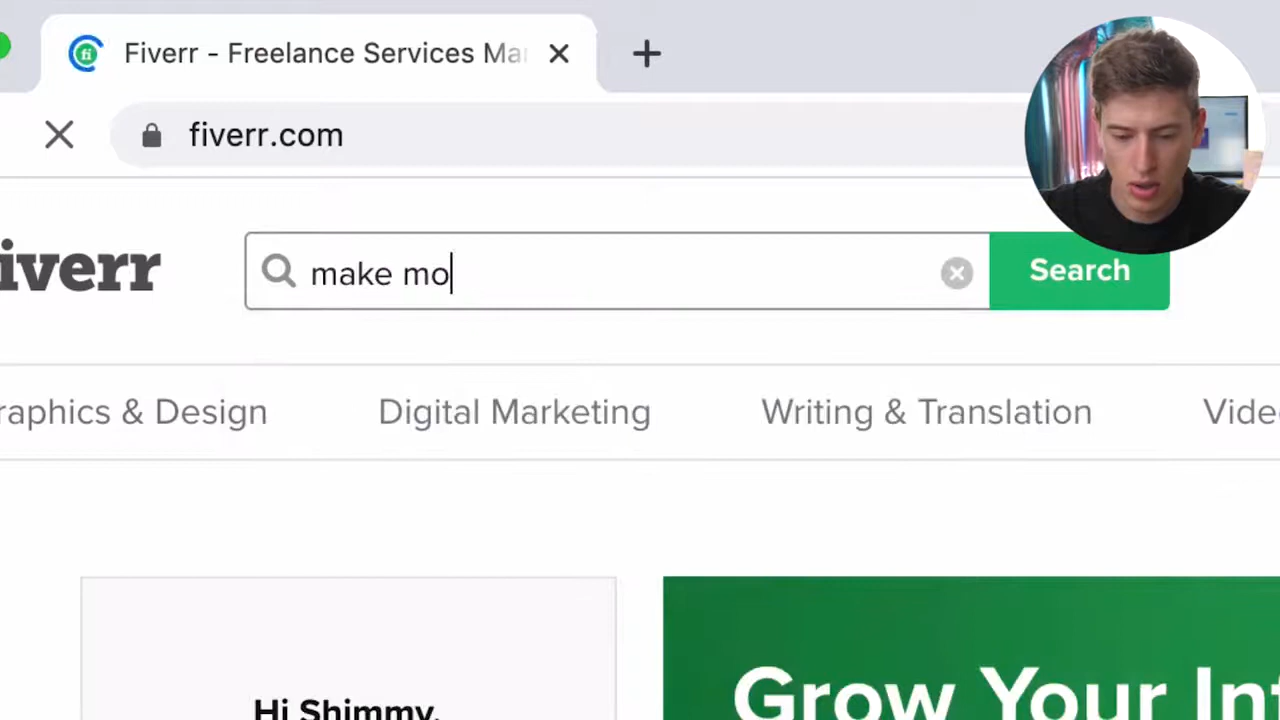 Fiverr - Freelance Services Ma
fiverr.com
iverr
make mo
Search
raphics & Design
Digital Marketing
Writing & Translation
Vide
Hi Shimmy,
Grow Your Int